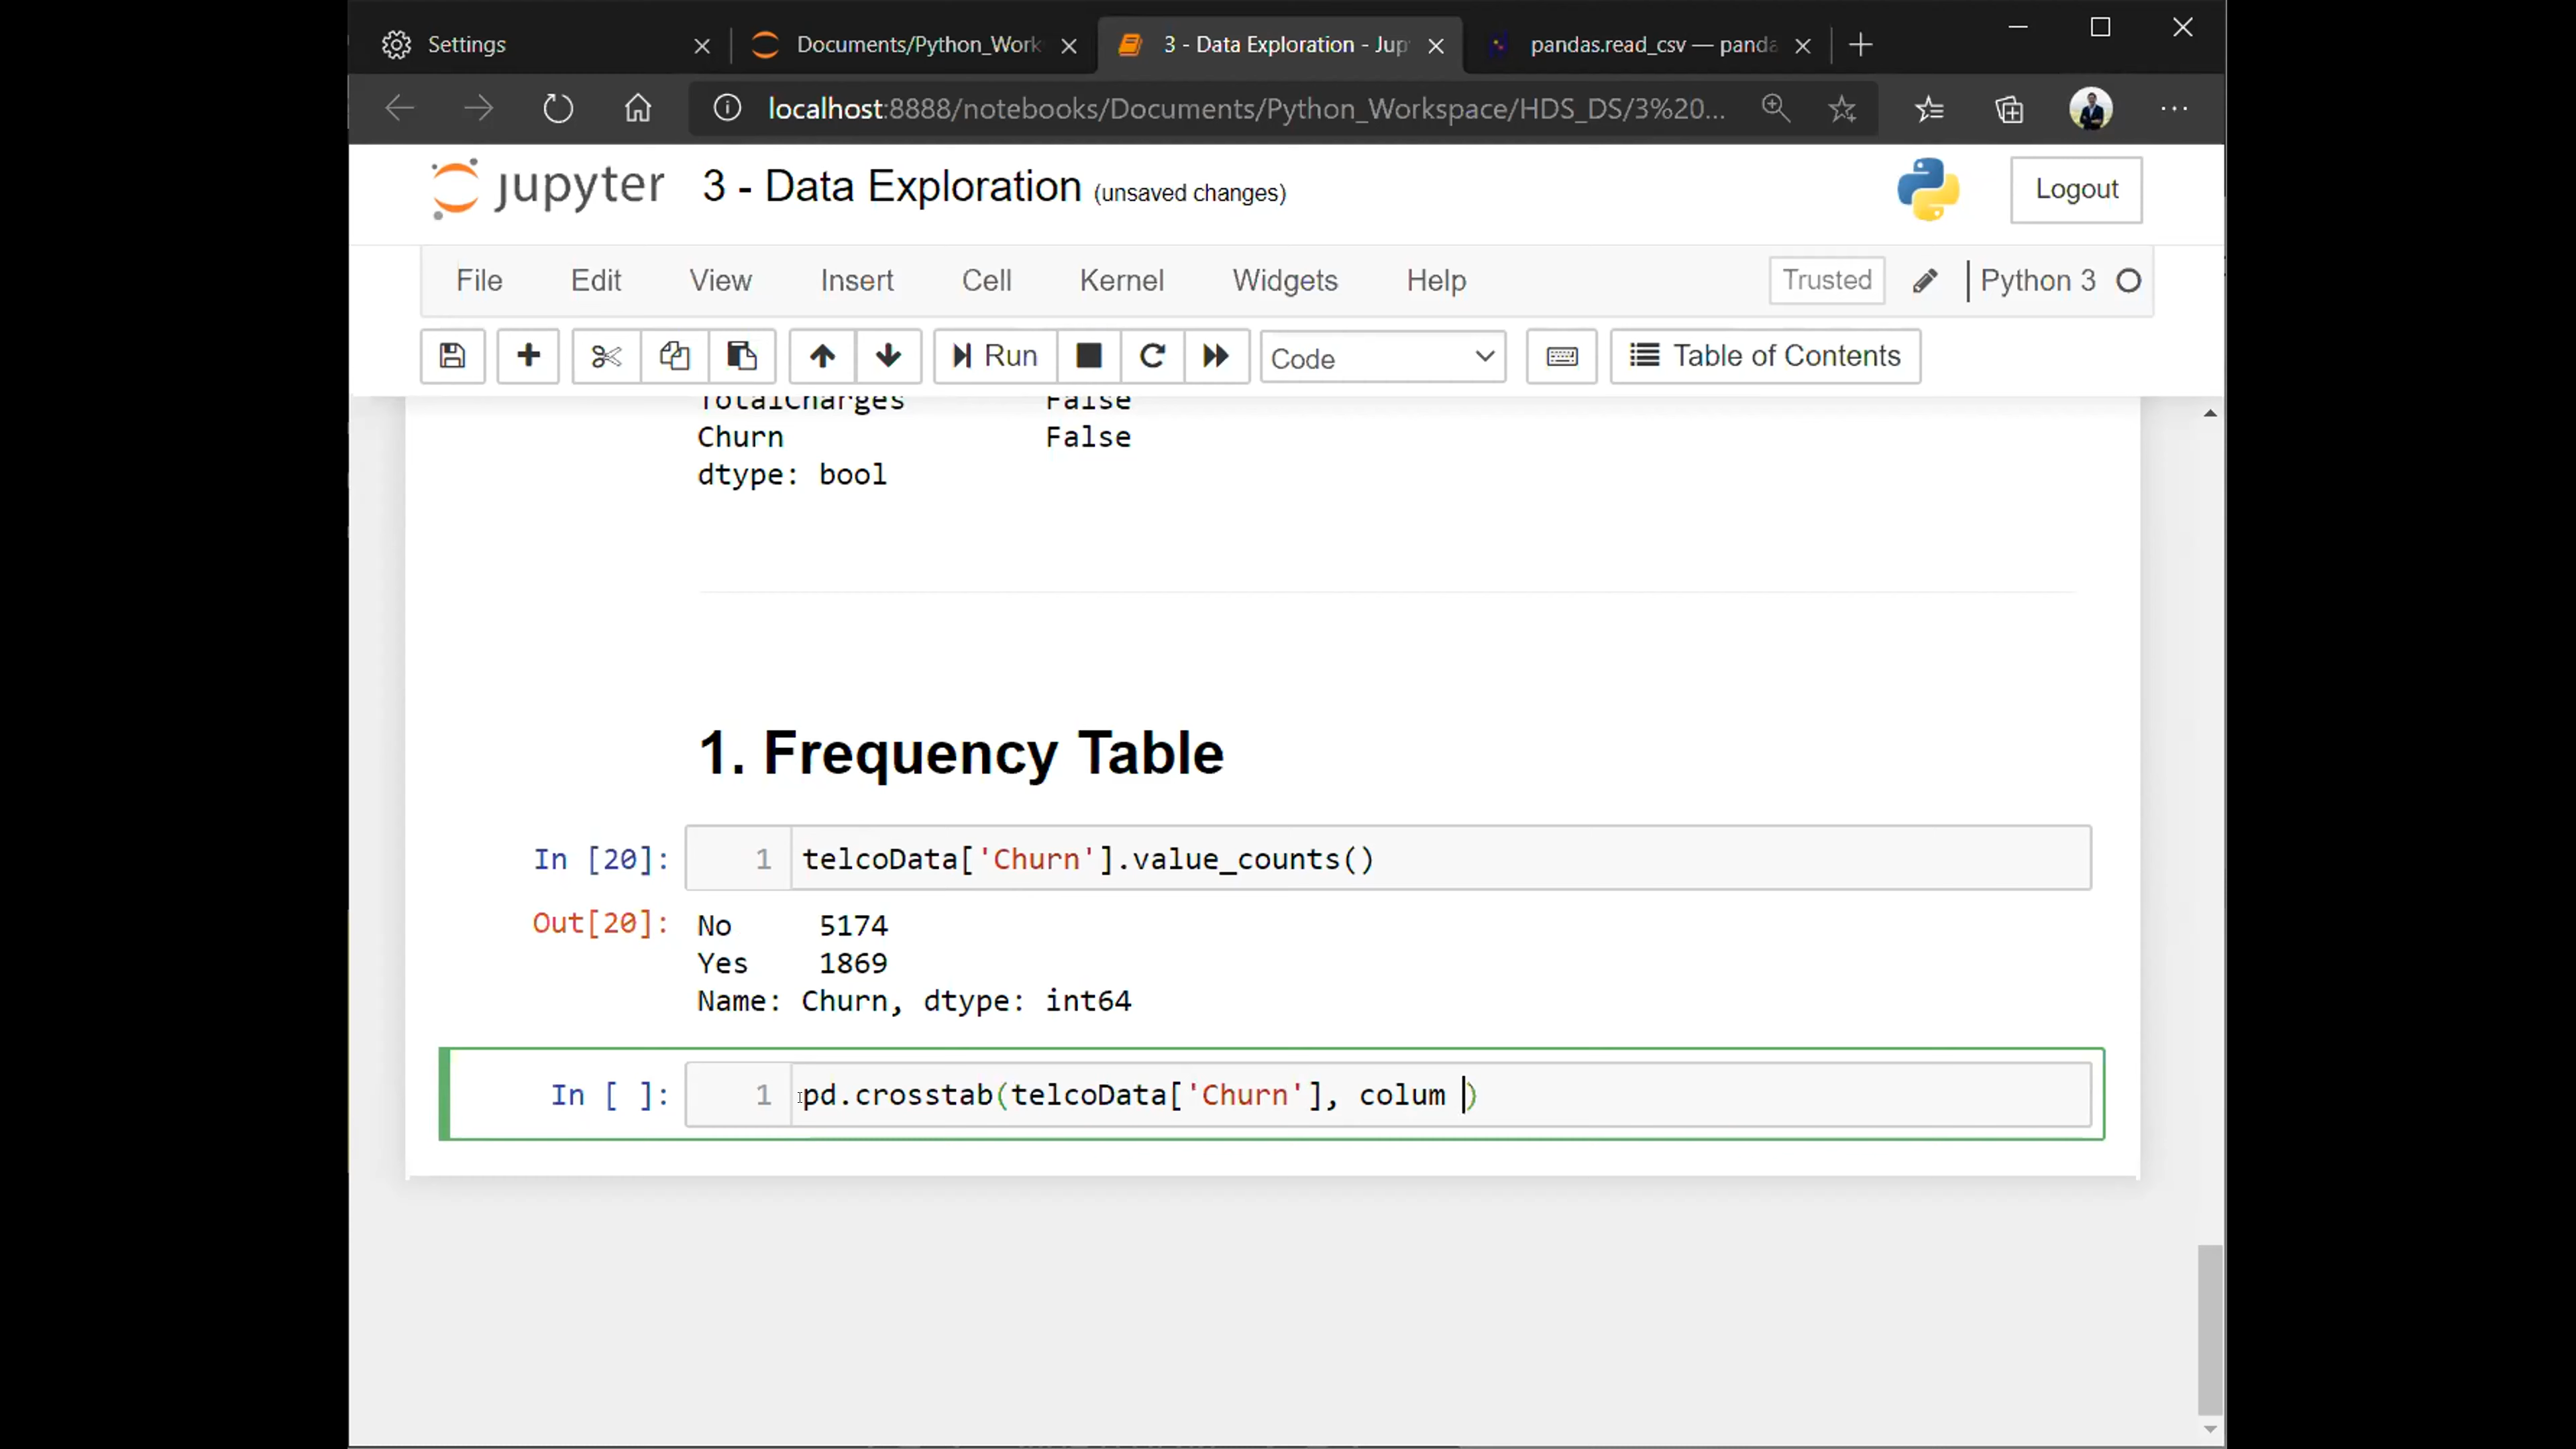 Settings
Documents/Python_Work
3 - Data Exploration - Jup
pandas.read_csv — panda
localhost:8888/notebooks/Documents/Python_Workspace/HDS_DS/3%20...
jupyter 3 - Data Exploration (unsaved changes)
Logout
File Edit View Insert Cell Kernel Widgets Help
Trusted
Python 3
Run
Code
Table of Contents
TotalCharges False
Churn False
dtype: bool
1. Frequency Table
In [20]: 1 telcoData['Churn'].value_counts()
Out[20]: No 5174
Yes 1869
Name: Churn, dtype: int64
In [ ]: 1 pd.crosstab(telcoData['Churn'], colum )